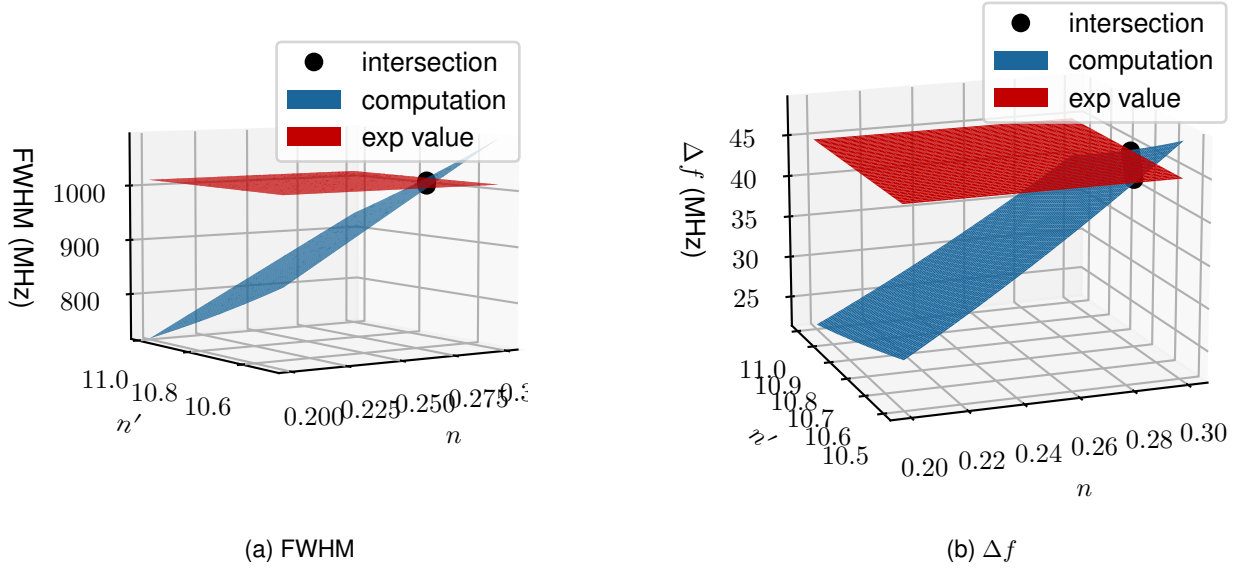 intersection
computation
exp value
FWHM (MHz)
1000
900
800
11.0
10.8
10.6
n′
0.200
0.225
0.250
0.275
n
(a) FWHM
intersection
computation
exp value
Δf (MHz)
45
40
35
30
25
11.0
10.9
10.8
10.7
10.6
10.5
n′
0.20
0.22
0.24
0.26
0.28
0.30
n
(b) Δf